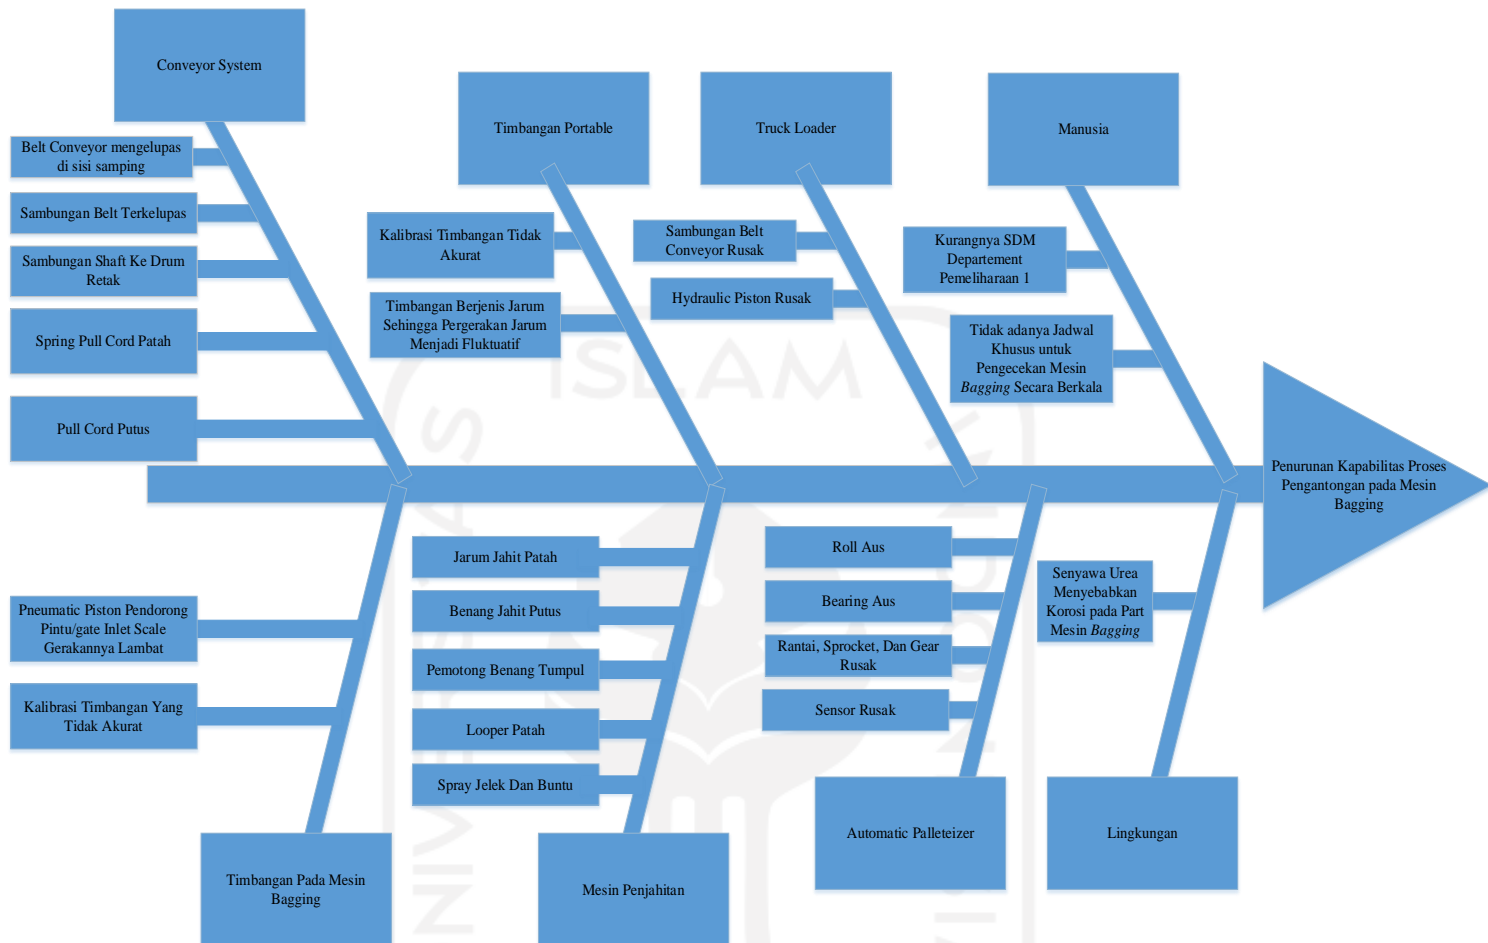 Conveyor System
Belt Conveyor mengelupas
di sisi samping
Sambungan Belt Terkelupas
Sambungan Shaft Ke Drum
Retak
Spring Pull Cord Patah
Pull Cord Putus
Timbangan Portable
Kalibrasi Timbangan Tidak
Akurat
Timbangan Berjenis Jarum
Sehingga Pergerakan Jarum
Menjadi Fluktuatif
Truck Loader
Sambungan Belt
Conveyor Rusak
Hydraulic Piston Rusak
Manusia
Kurangnya SDM
Departement
Pemeliharaan 1
Tidak adanya Jadwal
Khusus untuk
Pengecekan Mesin
Bagging Secara Berkala
Penurunan Kapabilitas Proses
Pengantongan pada Mesin
Bagging
Pneumatic Piston Pendorong
Pintu/gate Inlet Scale
Gerakannya Lambat
Kalibrasi Timbangan Yang
Tidak Akurat
Timbangan Pada Mesin
Bagging
Jarum Jahit Patah
Benang Jahit Putus
Pemotong Benang Tumpul
Looper Patah
Spray Jelek Dan Buntu
Mesin Penjahitan
Roll Aus
Bearing Aus
Rantai, Sprocket, Dan Gear
Rusak
Sensor Rusak
Automatic Palleteizer
Senyawa Urea
Menyebabkan
Korosi pada Part
Mesin Bagging
Lingkungan
ISLAM